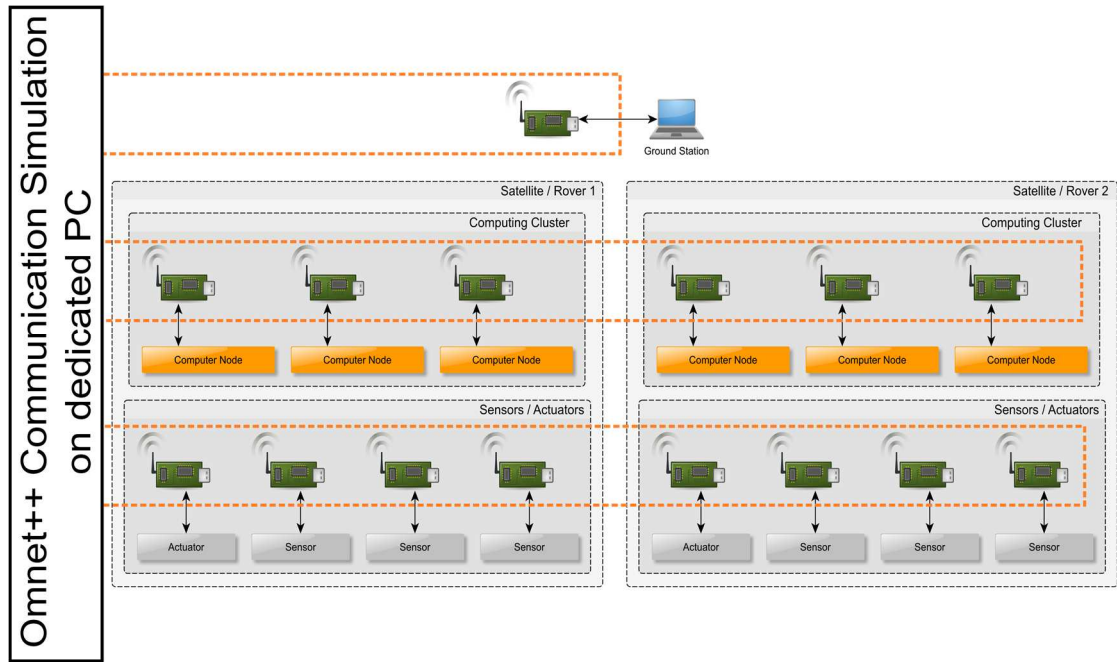 Omnet++ Communication Simulation
on dedicated PC
Ground Station
Satellite / Rover 1
Computing Cluster
Computer Node
Computer Node
Computer Node
Sensors / Actuators
Actuator
Sensor
Sensor
Sensor
Satellite / Rover 2
Computing Cluster
Computer Node
Computer Node
Computer Node
Sensors / Actuators
Actuator
Sensor
Sensor
Sensor